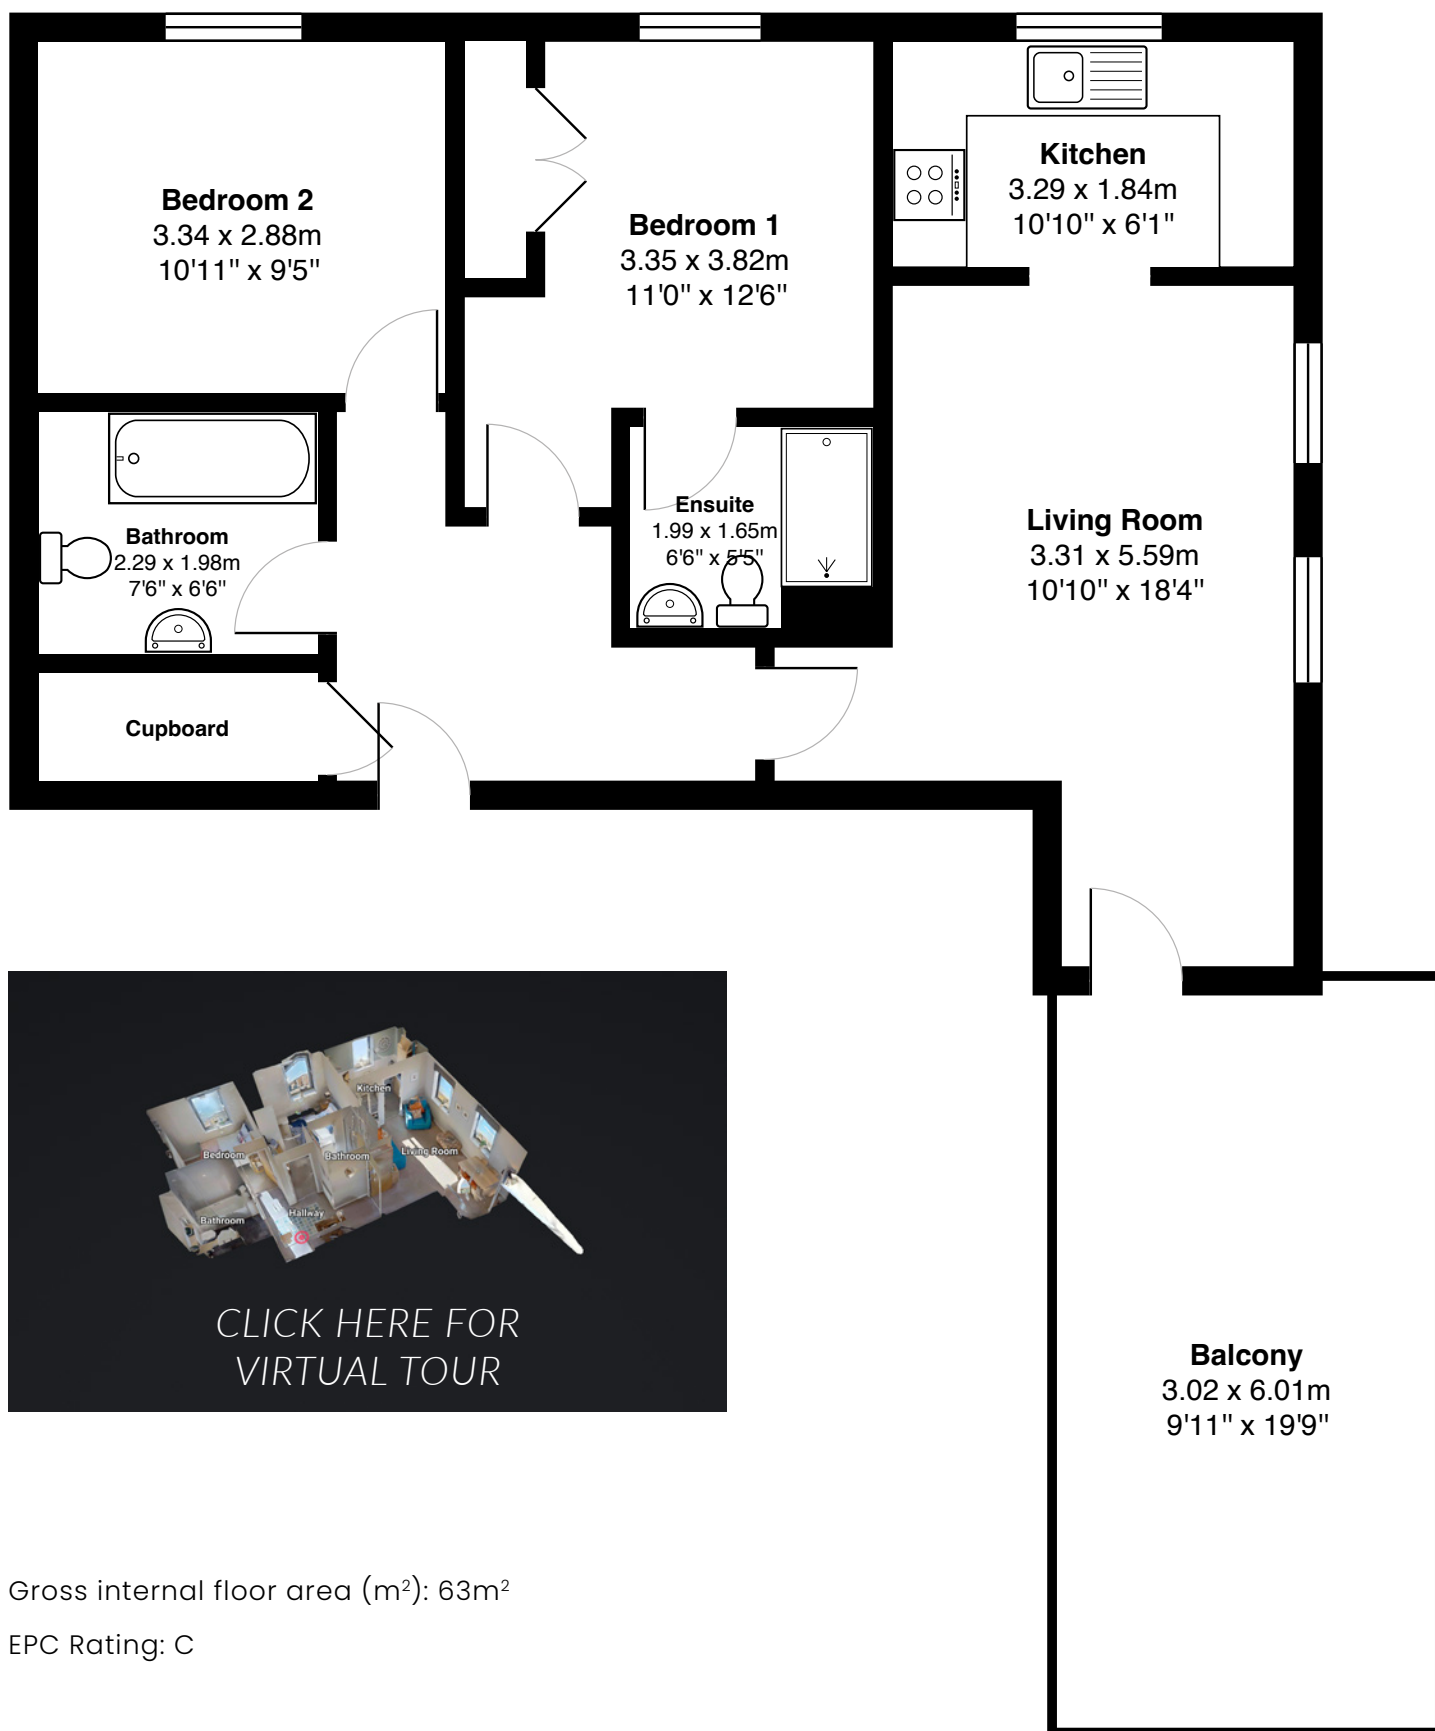 Bedroom 2
3.34 x 2.88m
10'11" x 9'5"
Bedroom 1
3.35 x 3.82m
11'0" x 12'6"
Kitchen
3.29 x 1.84m
10'10" x 6'1"
Bathroom
2.29 x 1.98m
7'6" x 6'6"
Ensuite
1.99 x 1.65m
6'6" x 5'5"
Living Room
3.31 x 5.59m
10'10" x 18'4"
Cupboard
Kitchen
Bedroom
Bathroom
Living Room
Bathroom
Hallway
CLICK HERE FOR
VIRTUAL TOUR
Balcony
3.02 x 6.01m
9'11" x 19'9"
Gross internal floor area (m²): 63m²
EPC Rating: C